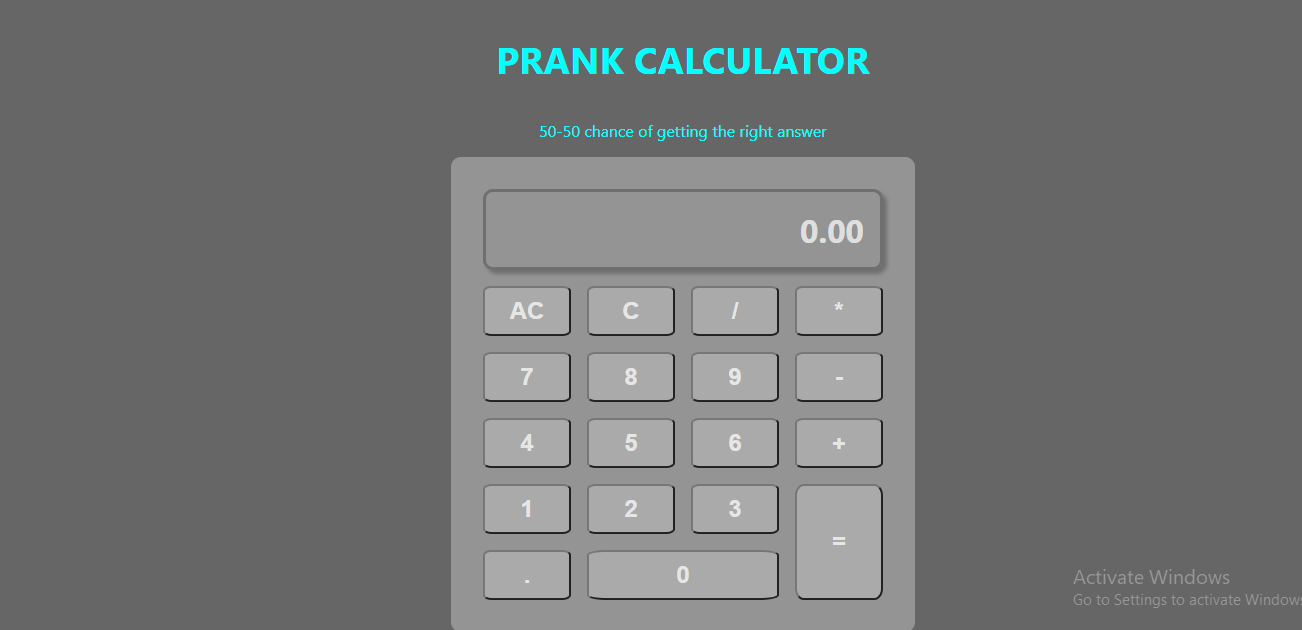 PRANK CALCULATOR
50-50 chance of getting the right answer
0.00
AC C / *
7 8 9 -
4 5 6 +
1 2 3 =
. 0
Activate Windows
Go to Settings to activate Windows